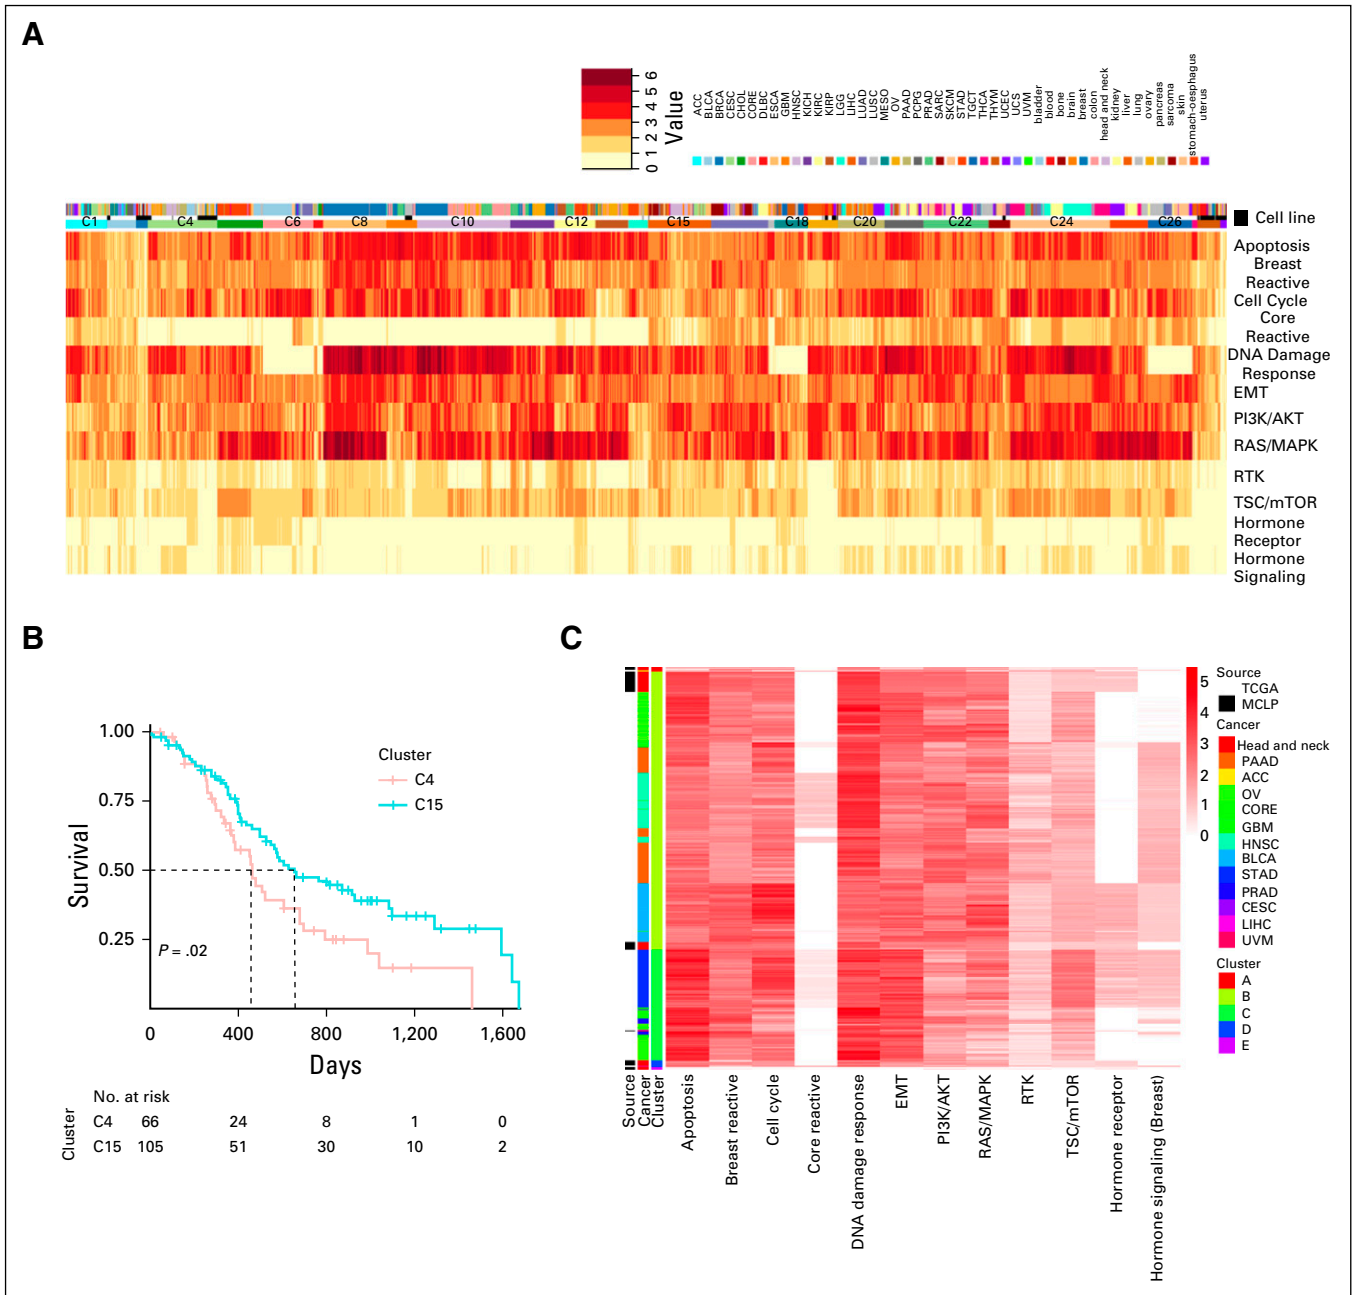 A
0 1 2 3 4 5 6
Value
ACC
BLCA
BRCA
CESC
CHOL
CORE
DLBC
ESCA
GBM
HNSC
KICH
KIRC
KIRP
LGG
LIHC
LUAD
LUSC
MESO
OV
PAAD
PCPG
PRAD
SARC
SKCM
STAD
TGCT
THCA
THYM
UCEC
UCS
UVM
bladder
blood
bone
brain
breast
colon
head and neck
kidney
liver
lung
ovary
pancreas
sarcoma
skin
stomach-oesphagus
uterus
C1 C4 C6 C8 C10 C12 C15 C18 C20 C22 C24 C26
Cell line
Apoptosis
Breast
Reactive
Cell Cycle
Core
Reactive
DNA Damage
Response
EMT
PI3K/AKT
RAS/MAPK
RTK
TSC/mTOR
Hormone
Receptor
Hormone
Signaling
B
Survival
1.00
0.75
0.50
0.25
P = .02
Cluster
C4
C15
0 400 800 1,200 1,600
Days
No. at risk
Cluster
C4 66 24 8 1 0
C15 105 51 30 10 2
C
5
4
3
2
1
0
Source
TCGA
MCLP
Cancer
Head and neck
PAAD
ACC
OV
CORE
GBM
HNSC
BLCA
STAD
PRAD
CESC
LIHC
UVM
Cluster
A
B
C
D
E
Source
Cancer
Cluster
Apoptosis
Breast reactive
Cell cycle
Core reactive
DNA damage response
EMT
PI3K/AKT
RAS/MAPK
RTK
TSC/mTOR
Hormone receptor
Hormone signaling (Breast)